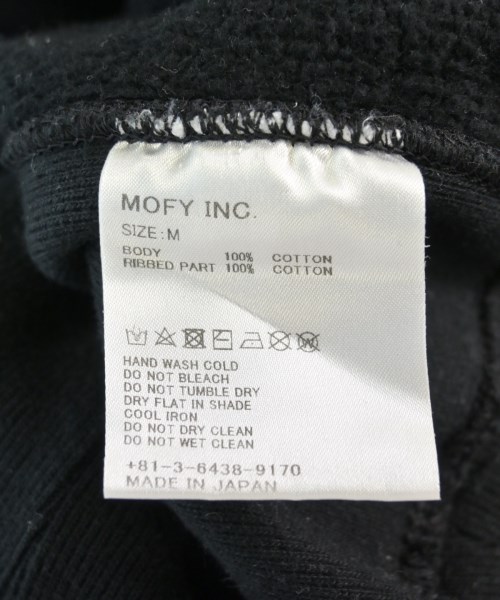 MOFY INC.
SIZE:M
BODY 100% COTTON
RIBBED PART 100% COTTON
HAND WASH COLD
DO NOT BLEACH
DO NOT TUMBLE DRY
DRY FLAT IN SHADE
COOL IRON
DO NOT DRY CLEAN
DO NOT WET CLEAN
+81-3-6438-9170
MADE IN JAPAN